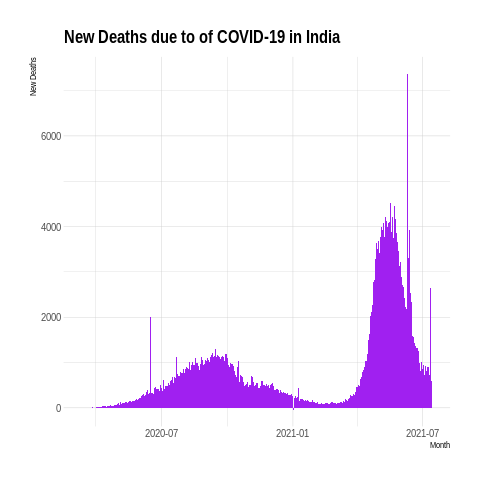 New Deaths due to of COVID-19 in India
New Deaths
6000
4000
2000
0
2020-07
2021-01
2021-07
Month